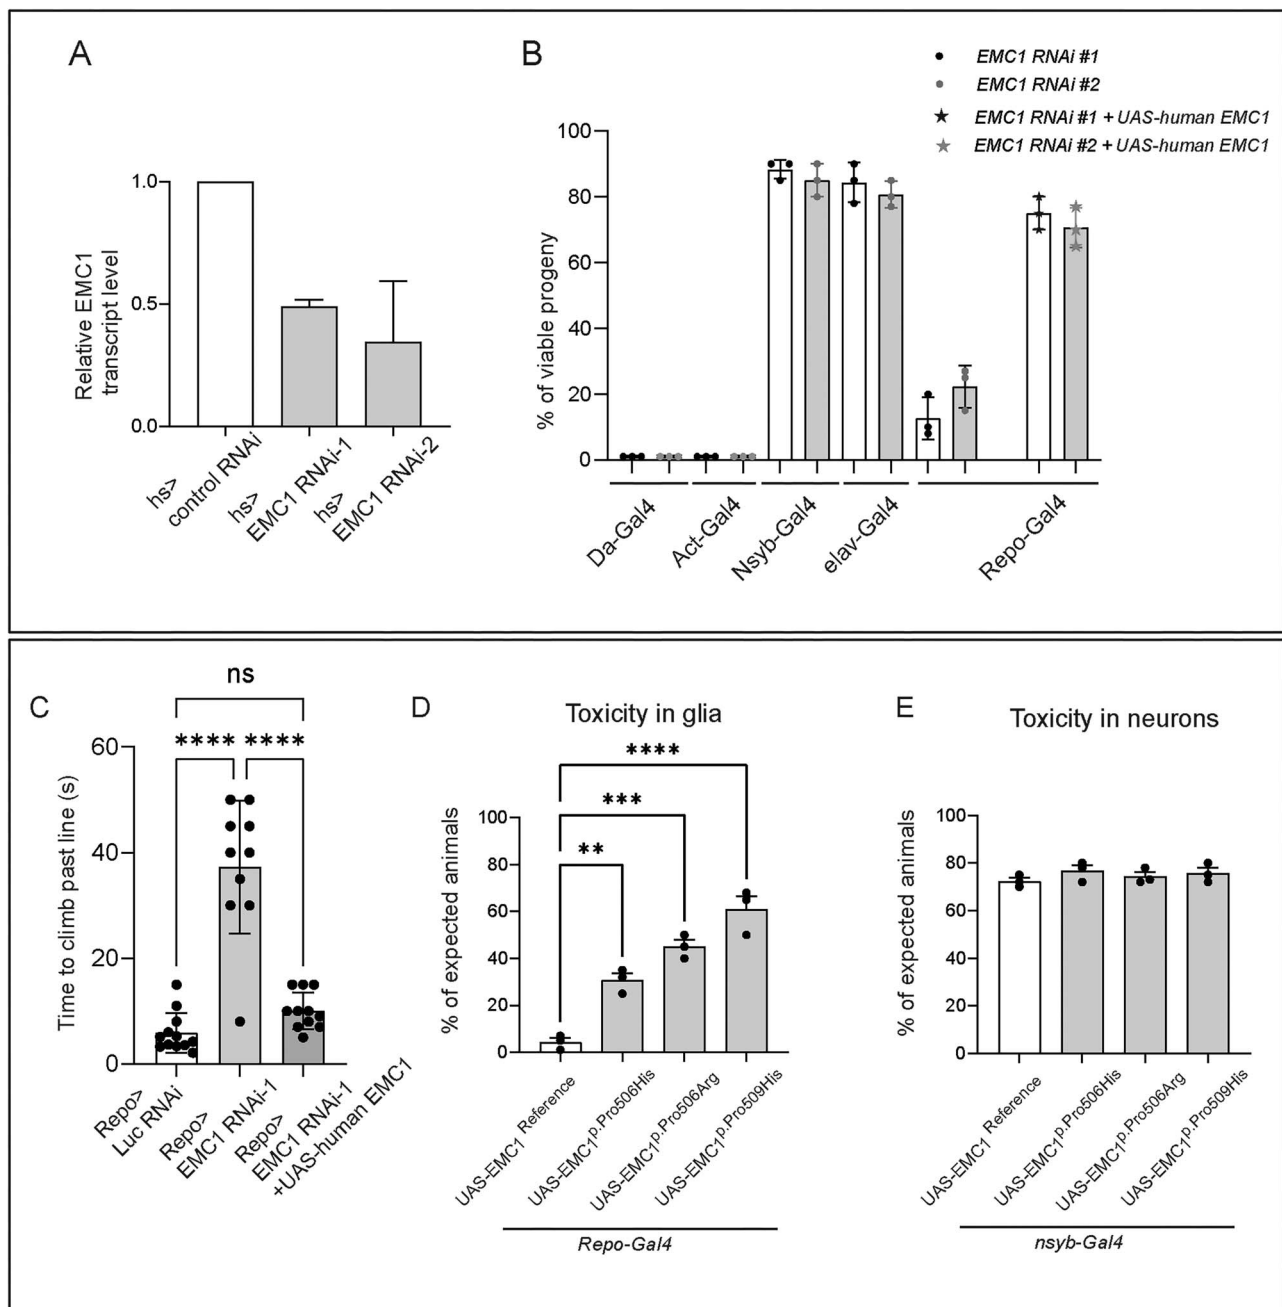 A
Relative EMC1
transcript level
1.0
0.5
0.0
hs>
control RNAi
hs>
EMC1 RNAi-1
hs>
EMC1 RNAi-2
B
EMC1 RNAi #1
EMC1 RNAi #2
EMC1 RNAi #1 + UAS-human EMC1
EMC1 RNAi #2 + UAS-human EMC1
% of viable progeny
100
80
60
40
20
0
Da-Gal4
Act-Gal4
Nsyb-Gal4
elav-Gal4
Repo-Gal4
C
ns
**** ****
Time to climb past line (s)
60
40
20
0
Repo>
Luc RNAi
Repo>
EMC1 RNAi-1
Repo>
EMC1 RNAi-1
+UAS-human EMC1
D
Toxicity in glia
****
***
**
% of expected animals
100
80
60
40
20
0
UAS-EMC1 Reference
UAS-EMC1p.Pro506His
UAS-EMC1p.Pro506Arg
UAS-EMC1p.Pro509His
Repo-Gal4
E
Toxicity in neurons
% of expected animals
100
80
60
40
20
0
UAS-EMC1 Reference
UAS-EMC1p.Pro506His
UAS-EMC1p.Pro506Arg
UAS-EMC1p.Pro509His
nsyb-Gal4